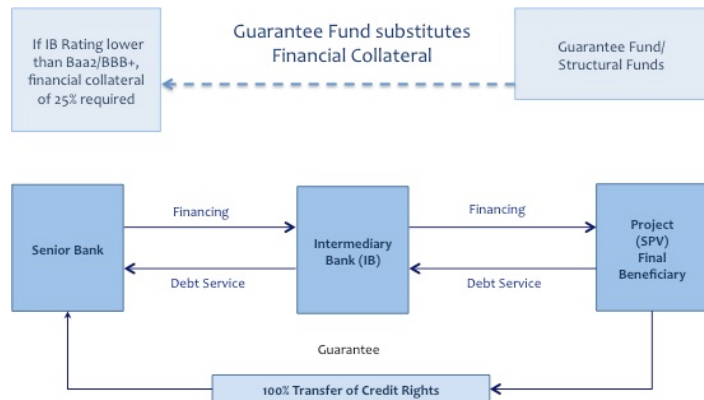 If IB Rating lower
than Baa2/BBB+,
financial collateral
of 25% required
Guarantee Fund substitutes
Financial Collateral
Guarantee Fund/
Structural Funds
Senior Bank
Financing
Debt Service
Intermediary
Bank (IB)
Financing
Debt Service
Project
(SPV)
Final
Beneficiary
Guarantee
100% Transfer of Credit Rights